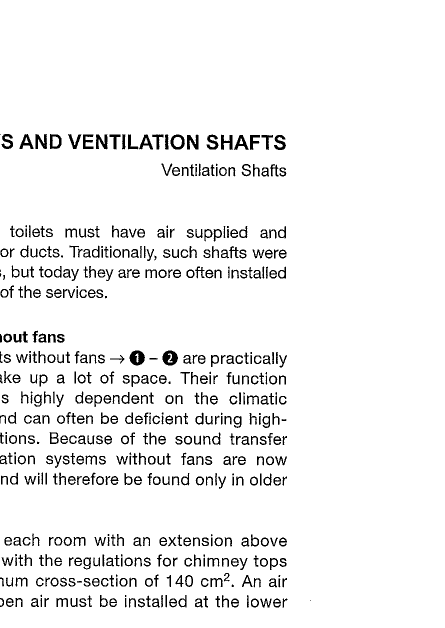 S AND VENTILATION SHAFTS
Ventilation Shafts
toilets must have air supplied and
or ducts. Traditionally, such shafts were
s, but today they are more often installed
of the services.
out fans
ts without fans → ❶ – ❷ are practically
ake up a lot of space. Their function
s highly dependent on the climatic
nd can often be deficient during high-
tions. Because of the sound transfer
ation systems without fans are now
nd will therefore be found only in older
each room with an extension above
with the regulations for chimney tops
num cross-section of 140 cm². An air
pen air must be installed at the lower